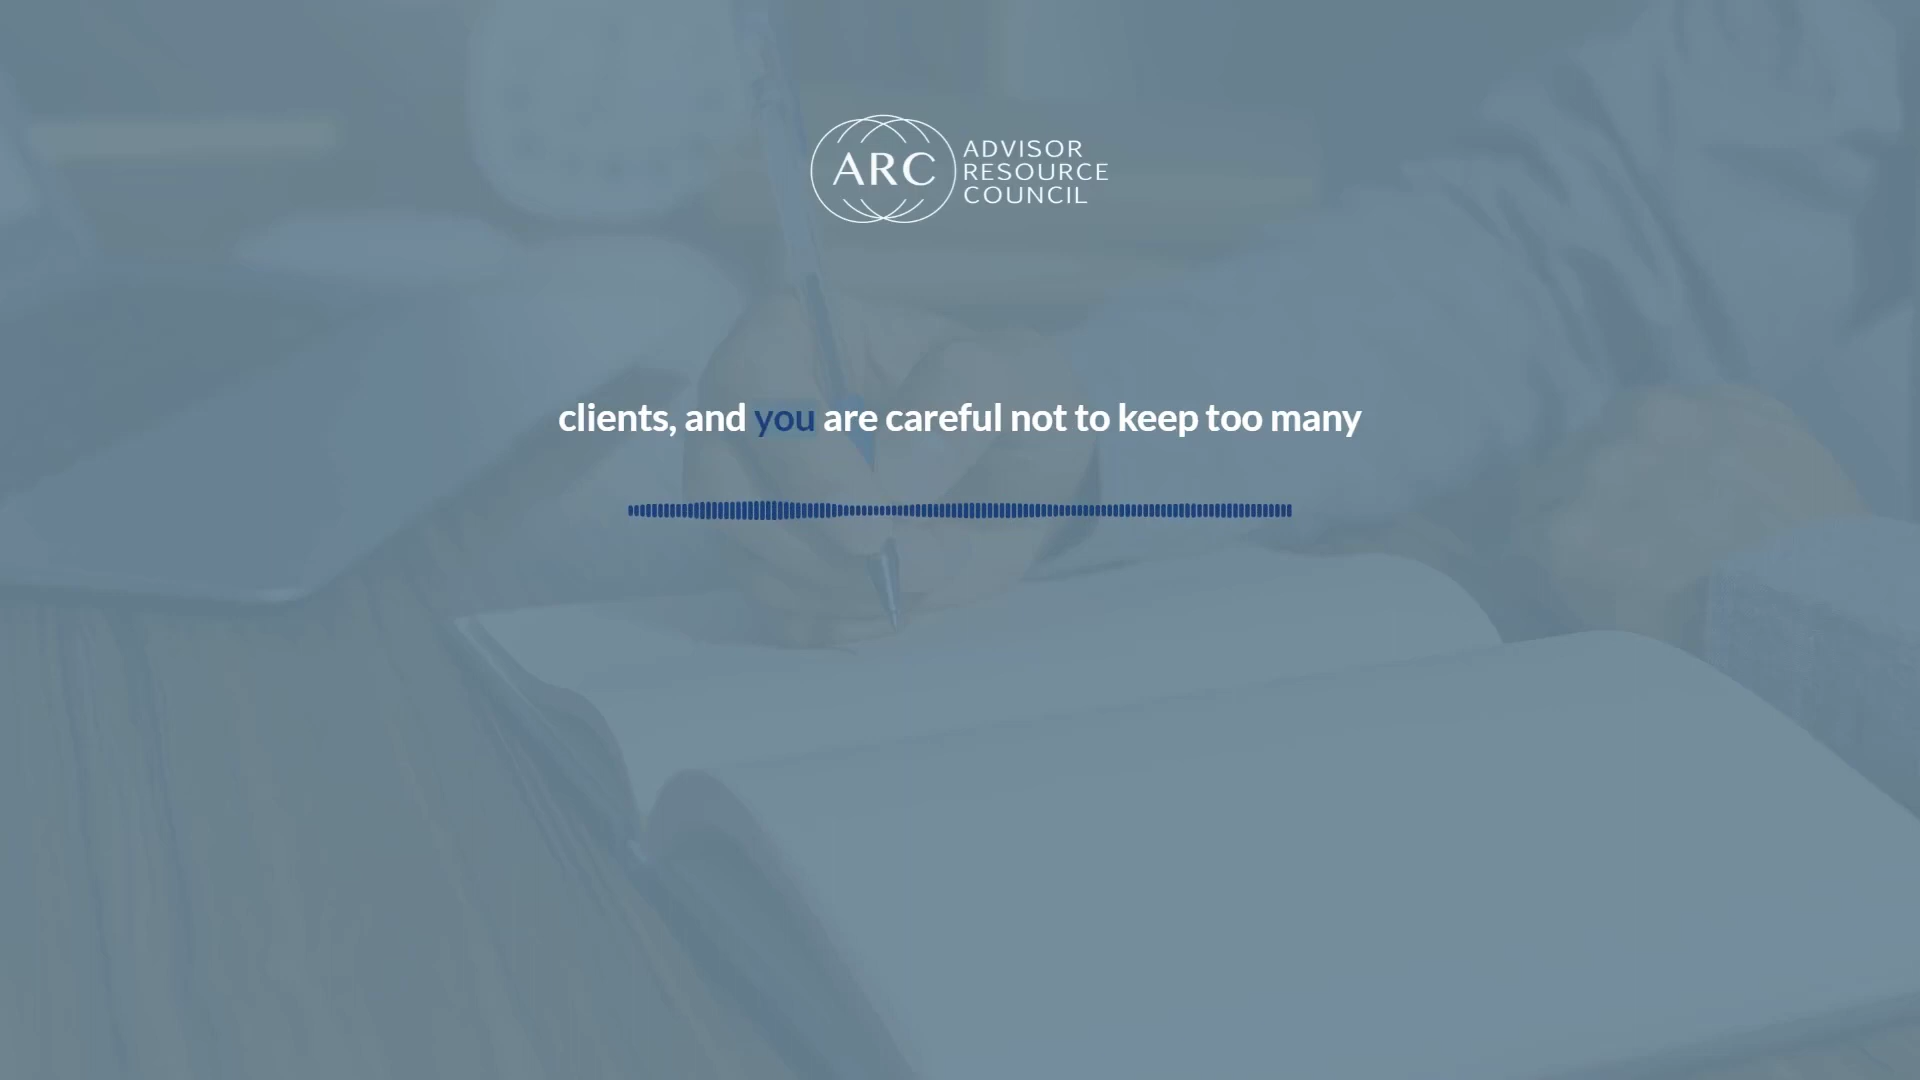 ARC
ADVISOR
RESOURCE
COUNCIL
clients, and you are careful not to keep too many